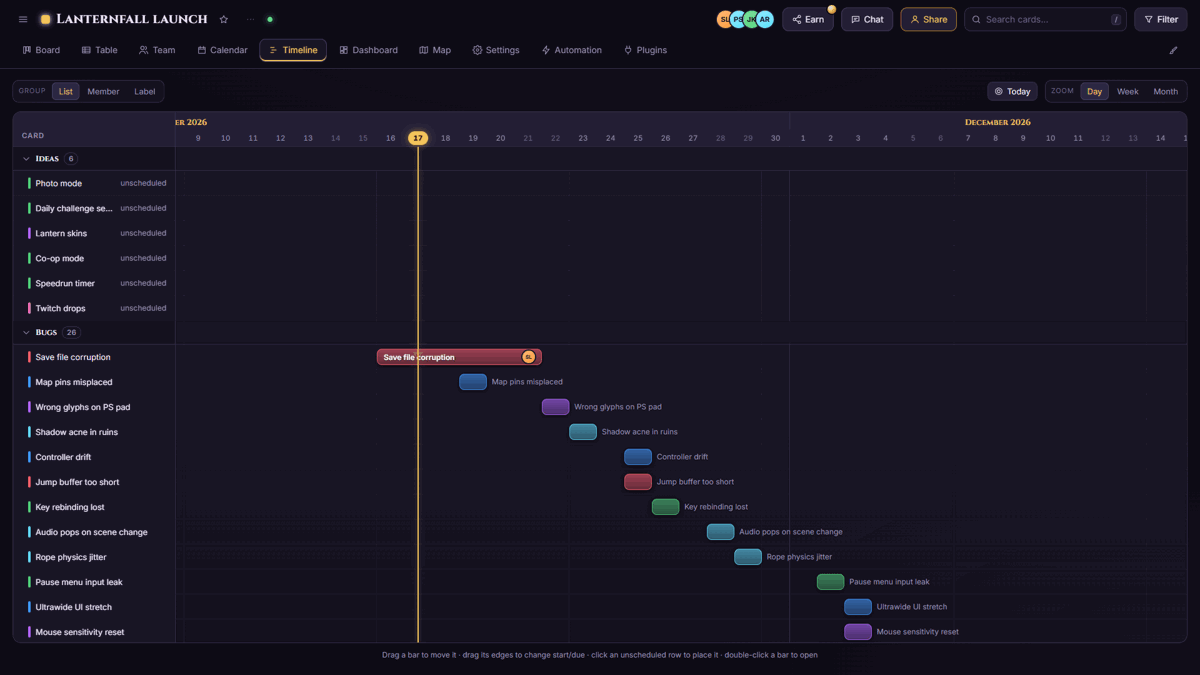 Lanternfall launch
SL PS JK AR
Earn
Chat
Share
Search cards... /
Filter
Board
Table
Team
Calendar
Timeline
Dashboard
Map
Settings
Automation
Plugins
GROUP List Member Label
Today
ZOOM Day Week Month
CARD
ER 2026
December 2026
9 10 11 12 13 14 15 16 17 18 19 20 21 22 23 24 25 26 27 28 29 30 1 2 3 4 5 6 7 8 9 10 11 12 13 14
Ideas 6
Photo mode unscheduled
Daily challenge se... unscheduled
Lantern skins unscheduled
Co-op mode unscheduled
Speedrun timer unscheduled
Twitch drops unscheduled
Bugs 26
Save file corruption Save file corruption SL
Map pins misplaced Map pins misplaced
Wrong glyphs on PS pad Wrong glyphs on PS pad
Shadow acne in ruins Shadow acne in ruins
Controller drift Controller drift
Jump buffer too short Jump buffer too short
Key rebinding lost Key rebinding lost
Audio pops on scene change Audio pops on scene change
Rope physics jitter Rope physics jitter
Pause menu input leak Pause menu input leak
Ultrawide UI stretch Ultrawide UI stretch
Mouse sensitivity reset Mouse sensitivity reset
Drag a bar to move it · drag its edges to change start/due · click an unscheduled row to place it · double-click a bar to open